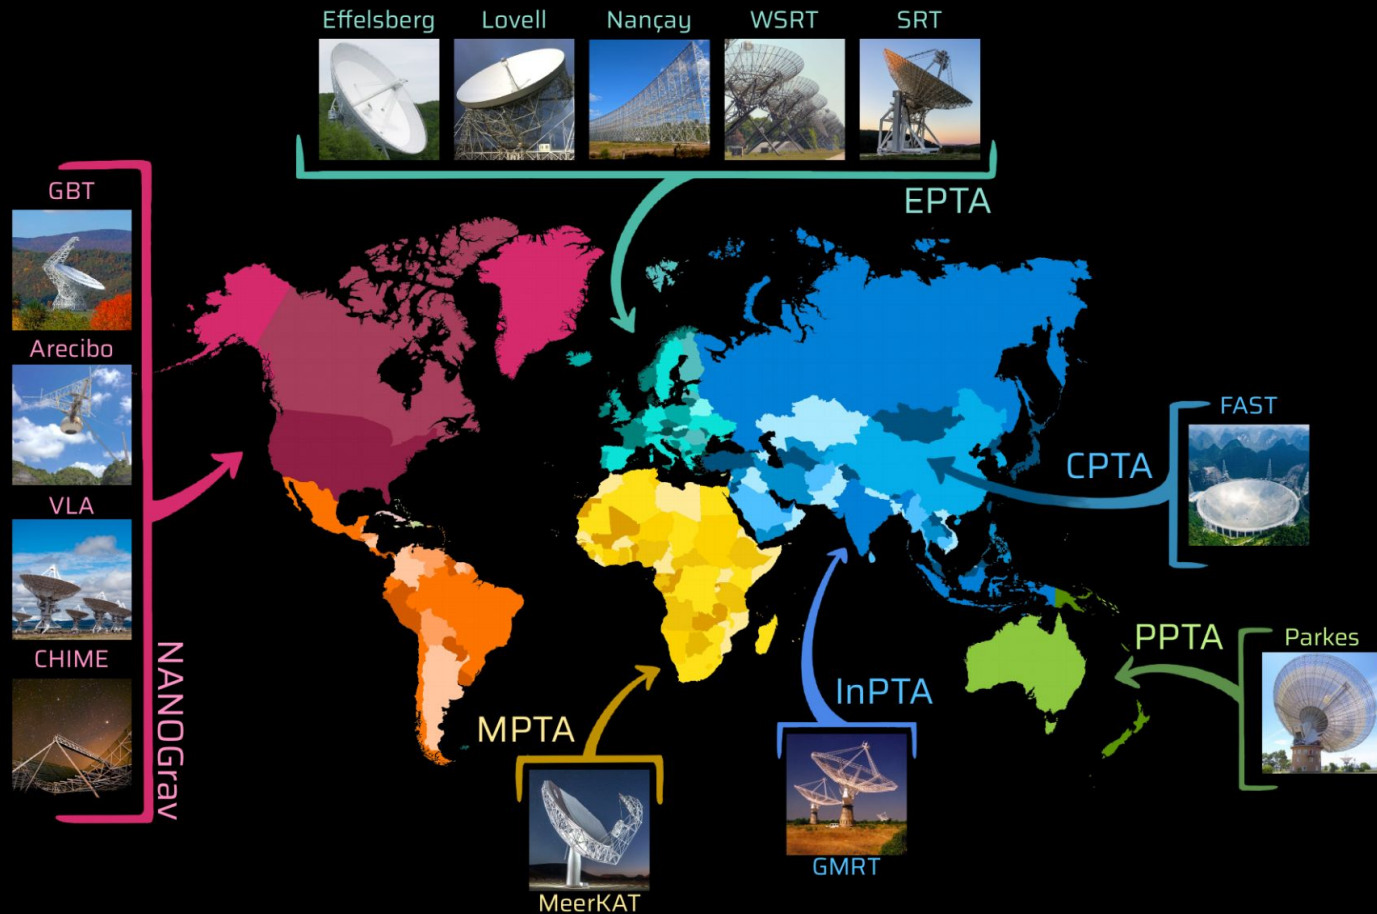 Effelsberg
Lovell
Nançay
WSRT
SRT
EPTA
GBT
Arecibo
VLA
CHIME
NANOGrav
FAST
CPTA
PPTA
Parkes
InPTA
GMRT
MPTA
MeerKAT